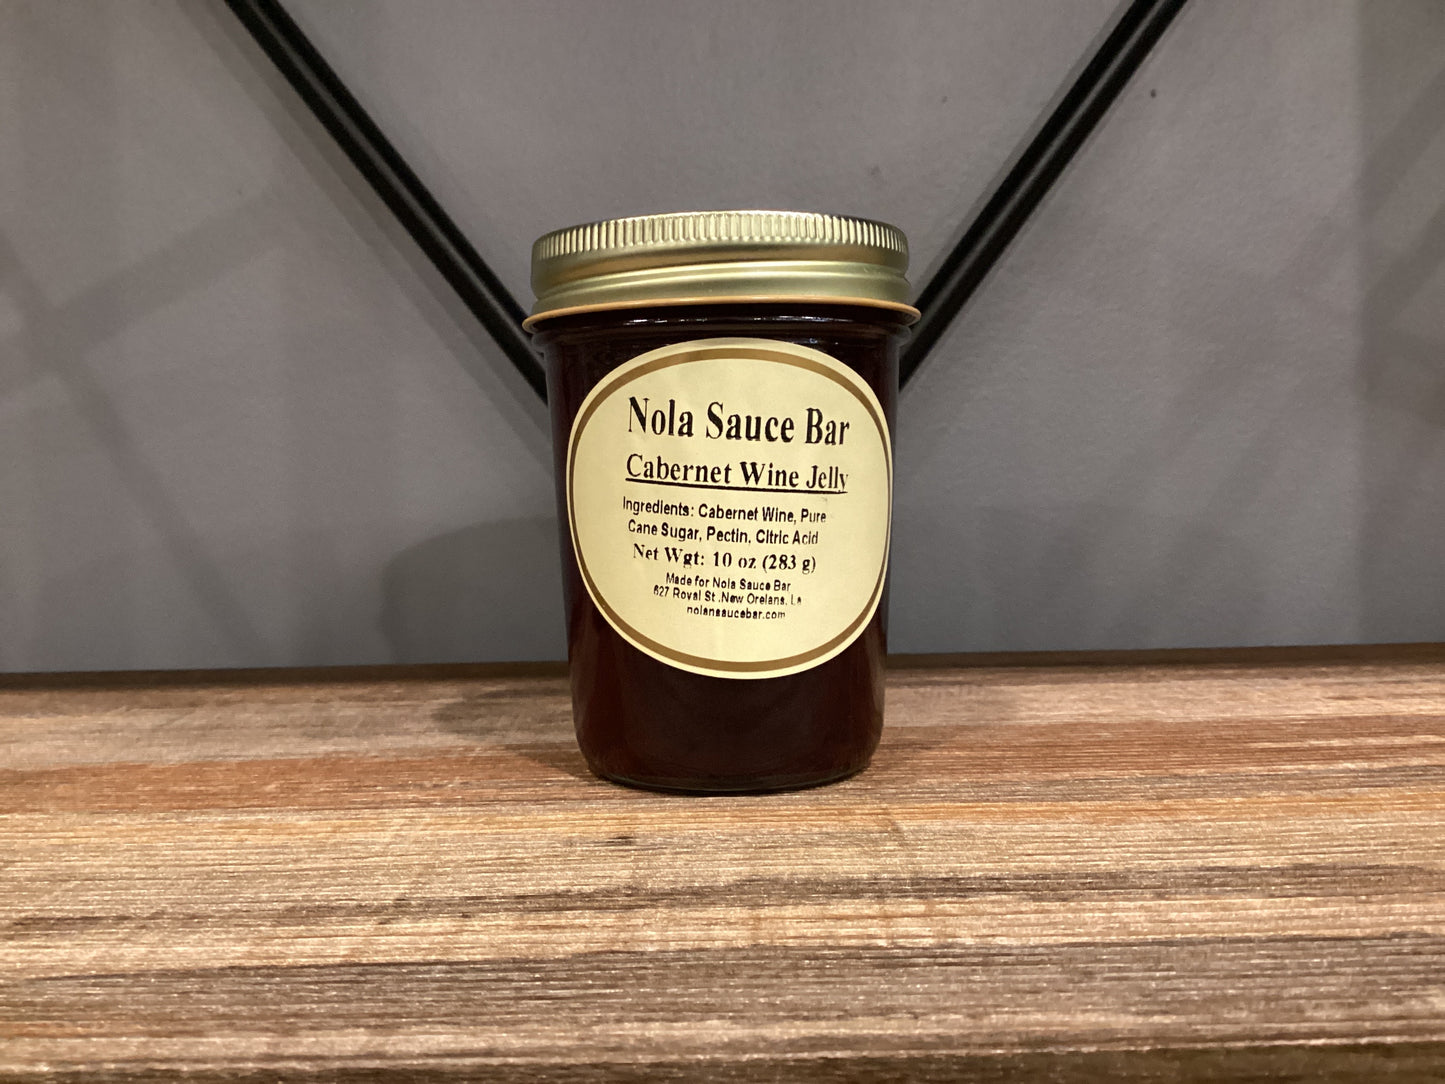 Nola Sauce Bar
Cabernet Wine Jelly
Ingredients: Cabernet Wine, Pure
Cane Sugar, Pectin, Citric Acid
Net Wgt: 10 oz (283 g)
Made for Nola Sauce Bar
627 Royal St .New Orelans, La
nolansaucebar.com